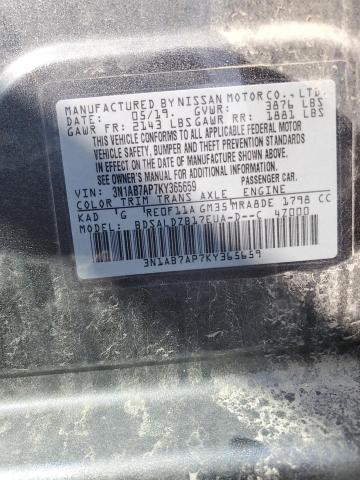 MANUFACTURED BY NISSAN MOTOR CO., LTD.
DATE: 05/19. GVWR: 3876 LBS
GAWR FR: 2143 LBS GAWR RR: 1881 LBS
THIS VEHICLE CONFORMS TO ALL APPLICABLE FEDERAL MOTOR
VEHICLE SAFETY, BUMPER, AND THEFT PREVENTION STANDARDS
IN EFFECT ON THE DATE OF MANUFACTURE SHOWN ABOVE.
SEE OWNER'S MANUAL FOR ADDITIONAL INFORMATION.
VIN: 3N1AB7AP7KY365659 PASSENGER CAR.
COLOR TRIM TRANS AXLE ENGINE
KAD G RE0F11A GM35 MRA8DE 1798 CC
MODEL: BDSALDZB17EUA-D--C 47000
3N1AB7AP7KY365659